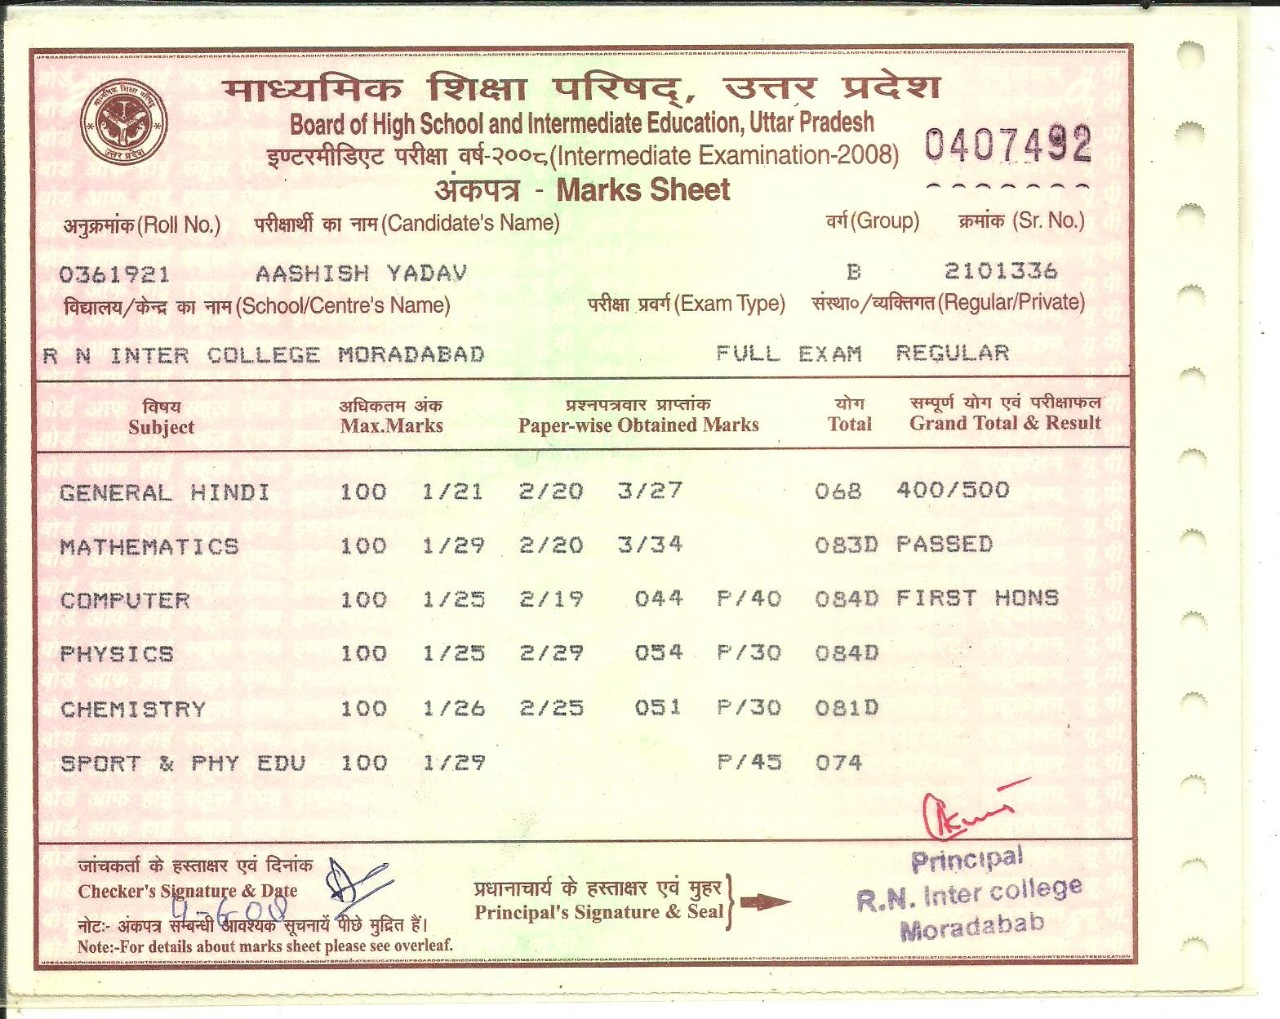 माध्यमिक शिक्षा परिषद्, उत्तर प्रदेश
Board of High School and Intermediate Education, Uttar Pradesh
इण्टरमीडिएट परीक्षा वर्ष-२००८(Intermediate Examination-2008) 0407492
अंकपत्र - Marks Sheet
अनुक्रमांक(Roll No.) परीक्षार्थी का नाम(Candidate's Name) वर्ग(Group) क्रमांक (Sr. No.)
0361921 AASHISH YADAV B 2101336
विद्यालय/केन्द्र का नाम(School/Centre's Name) परीक्षा प्रवर्ग(Exam Type) संस्था०/व्यक्तिगत(Regular/Private)
R N INTER COLLEGE MORADABAD FULL EXAM REGULAR
विषय अधिकतम अंक प्रश्नपत्रवार प्राप्तांक योग सम्पूर्ण योग एवं परीक्षाफल
Subject Max.Marks Paper-wise Obtained Marks Total Grand Total & Result
GENERAL HINDI 100 1/21 2/20 3/27 068 400/500
MATHEMATICS 100 1/29 2/20 3/34 083D PASSED
COMPUTER 100 1/25 2/19 044 P/40 084D FIRST HONS
PHYSICS 100 1/25 2/29 054 P/30 084D
CHEMISTRY 100 1/26 2/25 051 P/30 081D
SPORT & PHY EDU 100 1/29 P/45 074
जांचकर्ता के हस्ताक्षर एवं दिनांक
Checker's Signature & Date
नोटः- अंकपत्र सम्बन्धी आवश्यक सूचनायें पीछे मुद्रित हैं।
Note:-For details about marks sheet please see overleaf.
प्रधानाचार्य के हस्ताक्षर एवं मुहर
Principal's Signature & Seal
Principal
R.N. Inter college
Moradabab